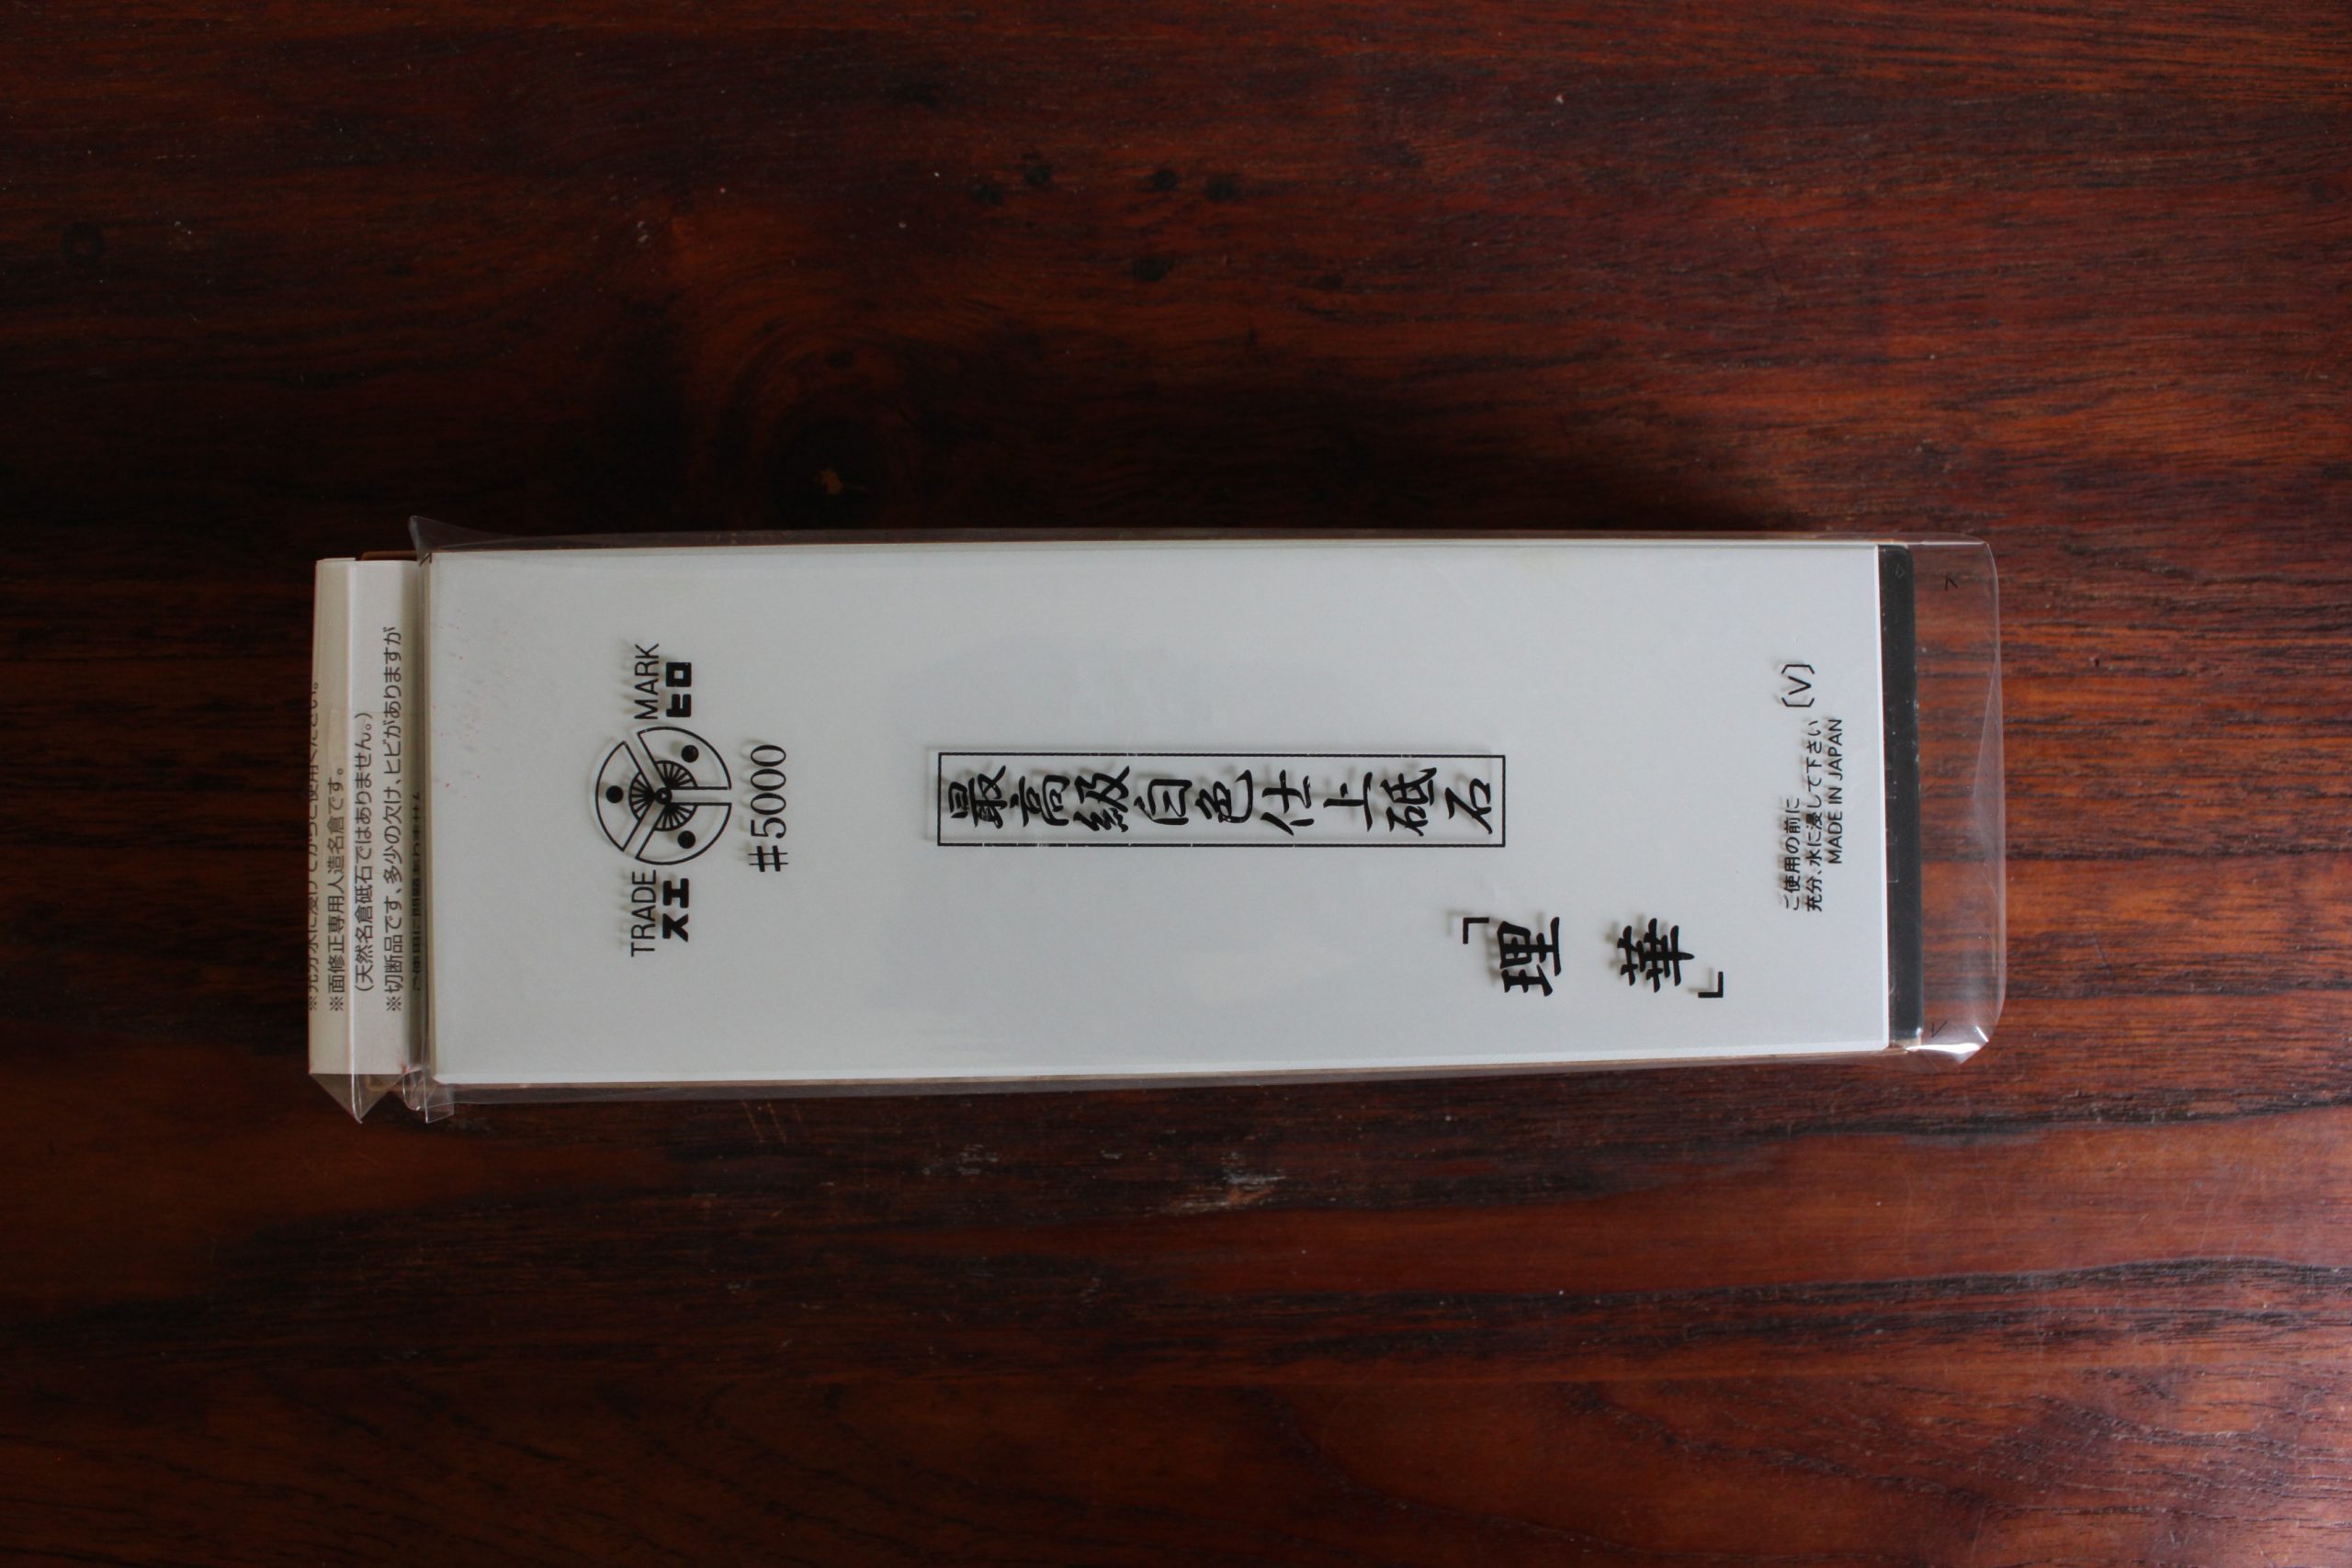 TRADE MARK
スエ ヒロ
#5000
最高級白色仕上砥石
「理華」
ご使用の前に
充分、水に浸して下さい
〔V〕
MADE IN JAPAN
※面修正専用人造名倉です。
(天然名倉砥石ではありません。)
※切断品です、多少の欠け、ヒビがありますが